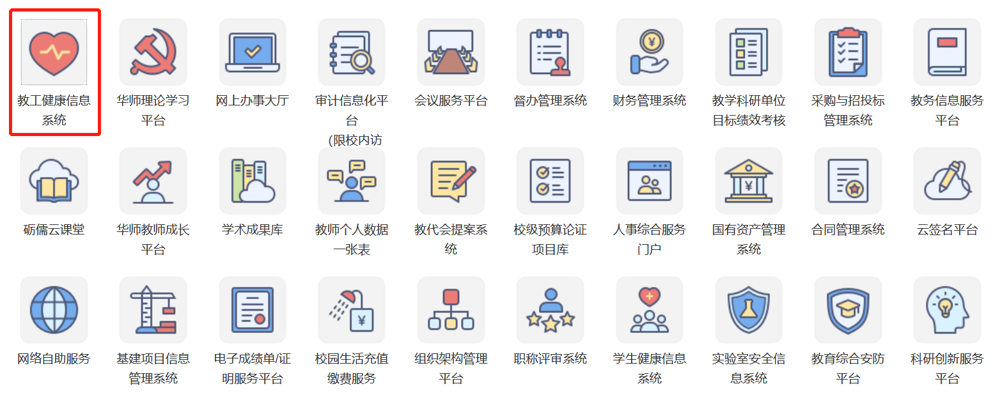 教工健康信息
系统
华师理论学习
平台
网上办事大厅
审计信息化平
台
(限校内访
会议服务平台
督办管理系统
¥
财务管理系统
教学科研单位
目标绩效考核
采购与招投标
管理系统
教务信息服务
平台
砺儒云课堂
华师教师成长
平台
学术成果库
教师个人数据
一张表
教代会提案系
统
校级预算论证
项目库
人事综合服务
门户
¥
国有资产管理
系统
合同管理系统
云签名平台
网络自助服务
基建项目信息
管理系统
电子成绩单/证
明服务平台
¥
校园生活充值
缴费服务
组织架构管理
平台
职称评审系统
学生健康信息
系统
实验室安全信
息系统
教育综合安防
平台
科研创新服务
平台